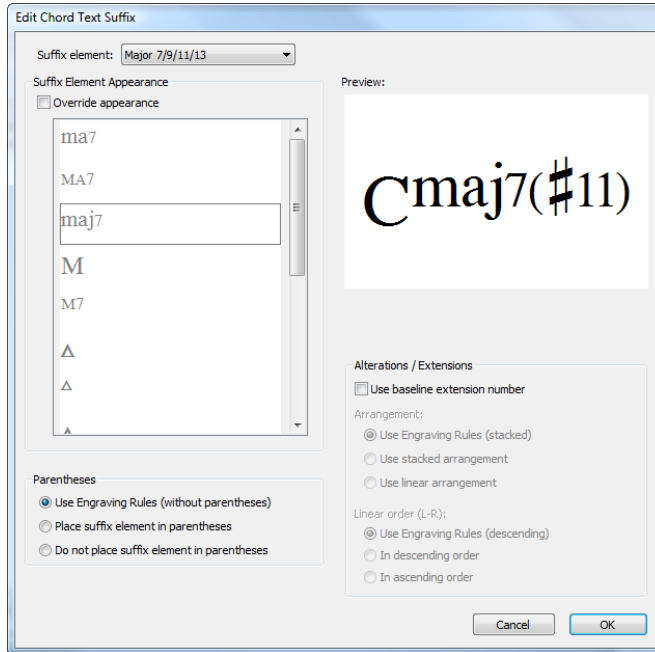 Edit Chord Text Suffix
Suffix element: Major 7/9/11/13
Suffix Element Appearance
Override appearance
ma7
MA7
maj7
M
M7
Δ
Δ
Parentheses
Use Engraving Rules (without parentheses)
Place suffix element in parentheses
Do not place suffix element in parentheses
Preview:
Cmaj7(♯11)
Alterations / Extensions
Use baseline extension number
Arrangement:
Use Engraving Rules (stacked)
Use stacked arrangement
Use linear arrangement
Linear order (L-R):
Use Engraving Rules (descending)
In descending order
In ascending order
Cancel
OK